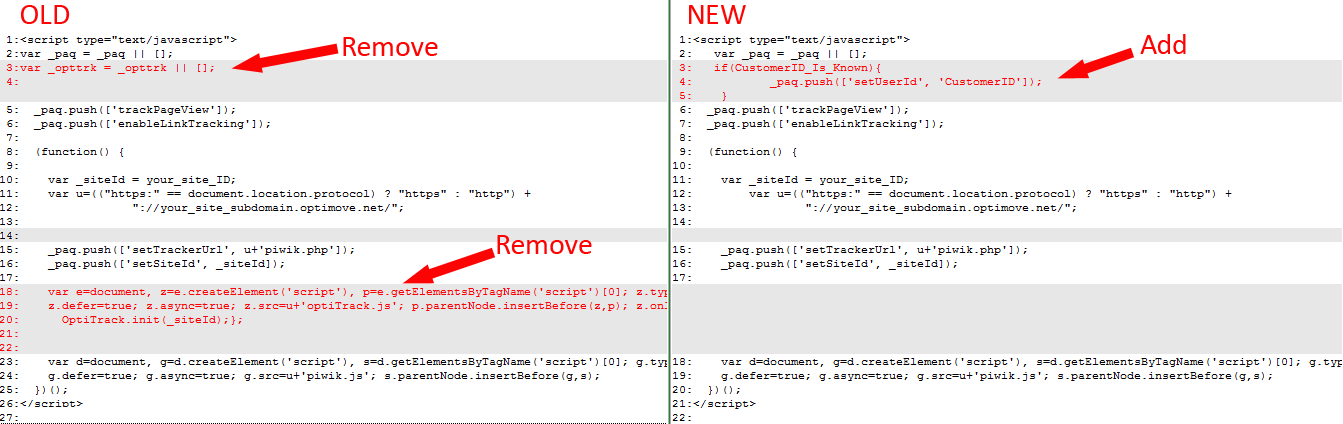 OLD
1:<script type="text/javascript">
2:var _paq = _paq || [];
Remove
3:var _opttrk = _opttrk || [];
4:
5:  _paq.push(['trackPageView']);
6:  _paq.push(['enableLinkTracking']);
7:
8:  (function() {
9:
10:    var _siteId = your_site_ID;
11:    var u=(("https:" == document.location.protocol) ? "https" : "http") +
12:                "://your_site_subdomain.optimove.net/";
13:
14:
15:    _paq.push(['setTrackerUrl', u+'piwik.php']);
16:    _paq.push(['setSiteId', _siteId]);
Remove
17:
18:    var e=document, z=e.createElement('script'), p=e.getElementsByTagName('script')[0]; z.typ
19:    z.defer=true; z.async=true; z.src=u+'optiTrack.js'; p.parentNode.insertBefore(z,p); z.onl
20:      OptiTrack.init(_siteId);};
21:
22:
23:    var d=document, g=d.createElement('script'), s=d.getElementsByTagName('script')[0]; g.typ
24:    g.defer=true; g.async=true; g.src=u+'piwik.js'; s.parentNode.insertBefore(g,s);
25:  })();
26:</script>
27:
NEW
1:<script type="text/javascript">
2:   var _paq = _paq || [];
Add
3:   if(CustomerID_Is_Known){
4:           _paq.push(['setUserId', 'CustomerID']);
5:    }
6:  _paq.push(['trackPageView']);
7:  _paq.push(['enableLinkTracking']);
8:
9:  (function() {
10:
11:    var _siteId = your_site_ID;
12:        var u=(("https:" == document.location.protocol) ? "https" : "http") +
13:                "://your_site_subdomain.optimove.net/";
14:
15:    _paq.push(['setTrackerUrl', u+'piwik.php']);
16:    _paq.push(['setSiteId', _siteId]);
17:
18:    var d=document, g=d.createElement('script'), s=d.getElementsByTagName('script')[0]; g.typ
19:    g.defer=true; g.async=true; g.src=u+'piwik.js'; s.parentNode.insertBefore(g,s);
20:  })();
21:</script>
22: